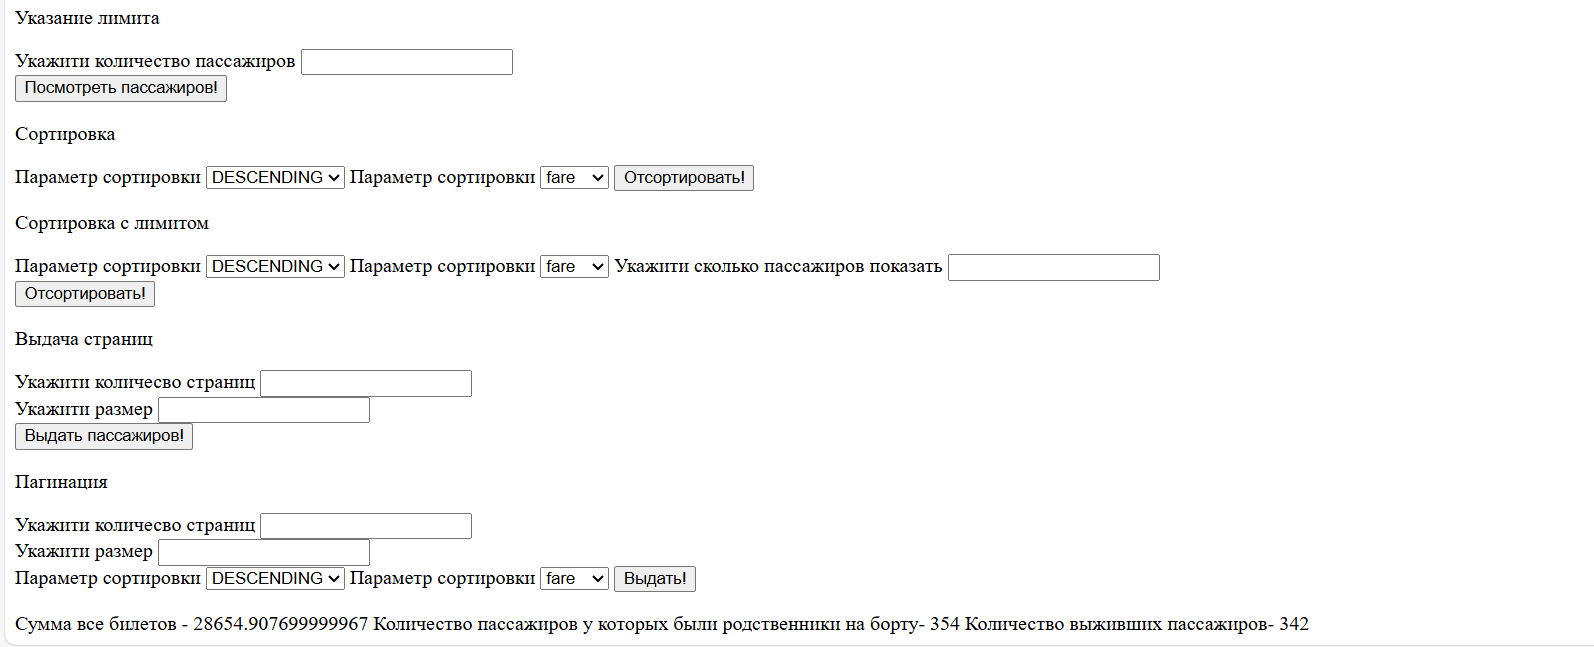 Указание лимита
Укажити количество пассажиров
Посмотреть пассажиров!
Сортировка
Параметр сортировки DESCENDING Параметр сортировки fare Отсортировать!
Сортировка с лимитом
Параметр сортировки DESCENDING Параметр сортировки fare Укажити сколько пассажиров показать
Отсортировать!
Выдача страниц
Укажити количесво страниц
Укажити размер
Выдать пассажиров!
Пагинация
Укажити количесво страниц
Укажити размер
Параметр сортировки DESCENDING Параметр сортировки fare Выдать!
Сумма все билетов - 28654.907699999967 Количество пассажиров у которых были родственники на борту- 354 Количество выживших пассажиров- 342